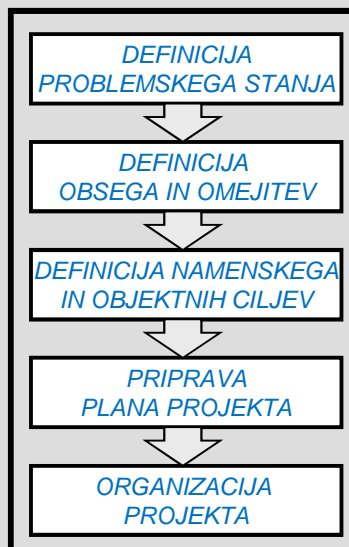 DEFINICIJA
PROBLEMSKEGA STANJA
DEFINICIJA
OBSEGA IN OMEJITEV
DEFINICIJA NAMENSKEGA
IN OBJEKTNIH CILJEV
PRIPRAVA
PLANA PROJEKTA
ORGANIZACIJA
PROJEKTA